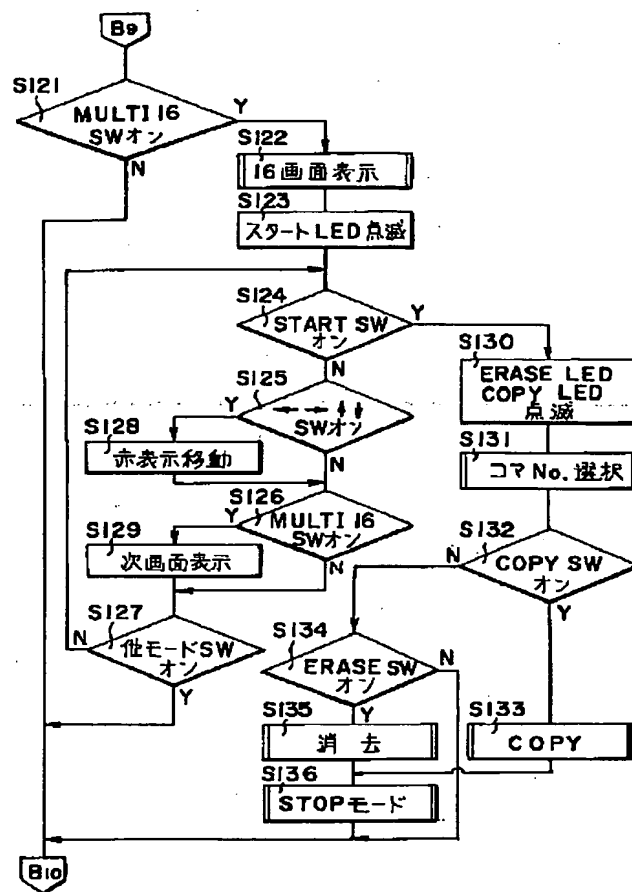 B9
S121
MULTI 16
SWオン
Y
N
S122
16画面表示
S123
スタートLED点滅
S124
START SW
オン
Y
N
S125
← → ↑ ↓
SWオン
Y
N
S128
赤表示移動
S126
MULTI 16
SWオン
Y
N
S129
次画面表示
S127
他モードSW
オン
N
Y
S130
ERASE LED
COPY LED
点滅
S131
コマNo.選択
S132
COPY SW
オン
N
Y
S134
ERASE SW
オン
N
Y
S135
消去
S133
COPY
S136
STOPモード
B10